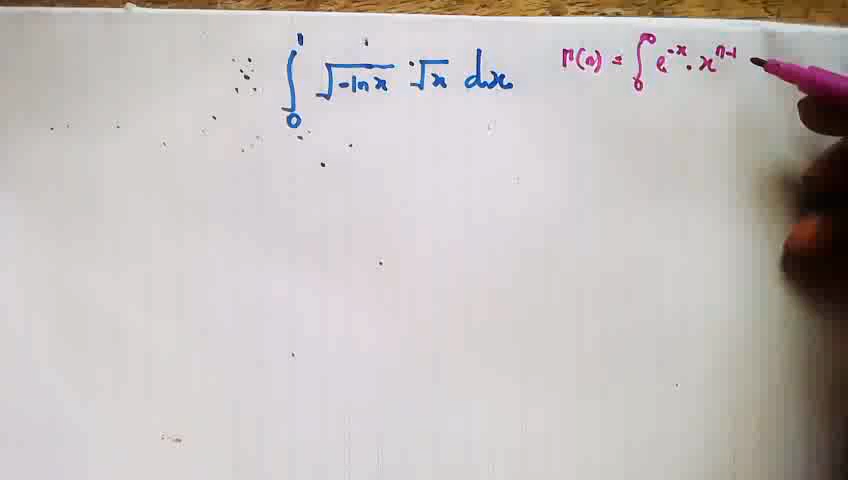 ∫₀¹ √(-ln x) √x dx
Γ(n) = ∫₀^∞ e^(-x) . x^(n-1)